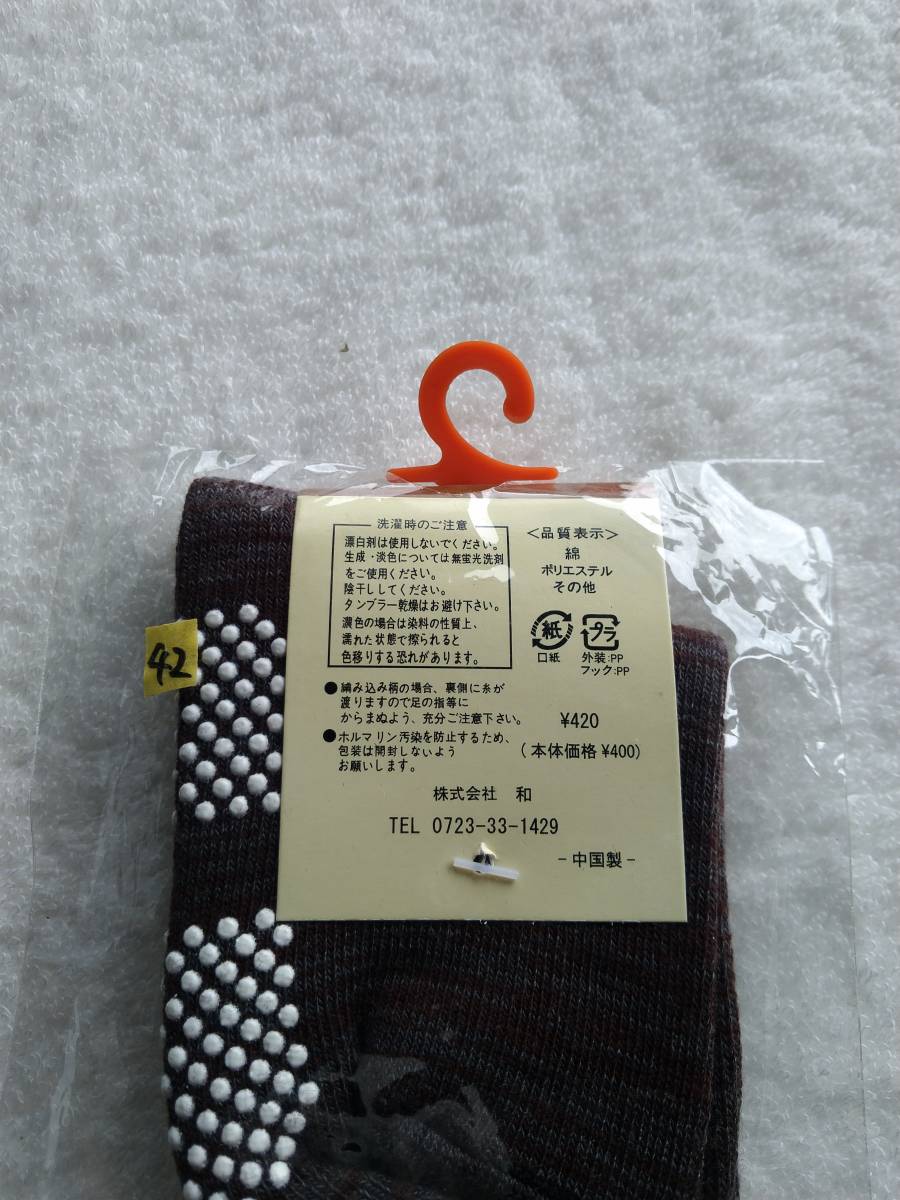 洗濯時のご注意
漂白剤は使用しないでください。
生成・淡色については無蛍光洗剤
をご使用ください。
陰干ししてください。
タンブラー乾燥はお避け下さい。
濃色の場合は染料の性質上、
濡れた状態で擦られると
色移りする恐れがあります。
<品質表示>
綿
ポリエステル
その他
紙
プラ
口紙
外装:PP
フック:PP
42
●編み込み柄の場合、裏側に糸が
渡りますので足の指等に
からまぬよう、充分ご注意下さい。
●ホルマリン汚染を防止するため、
包装は開封しないよう
お願いします。
¥420
(本体価格¥400)
株式会社 和
TEL 0723-33-1429
-中国製-